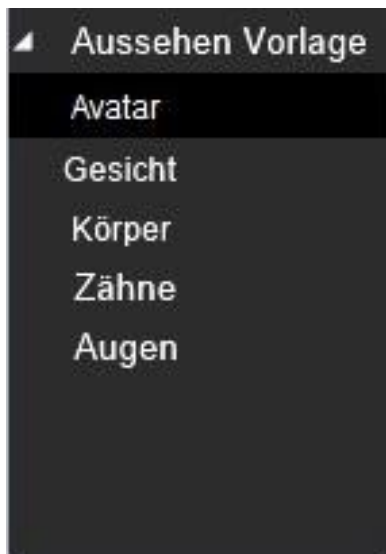 Aussehen Vorlage
Avatar
Gesicht
Körper
Zähne
Augen